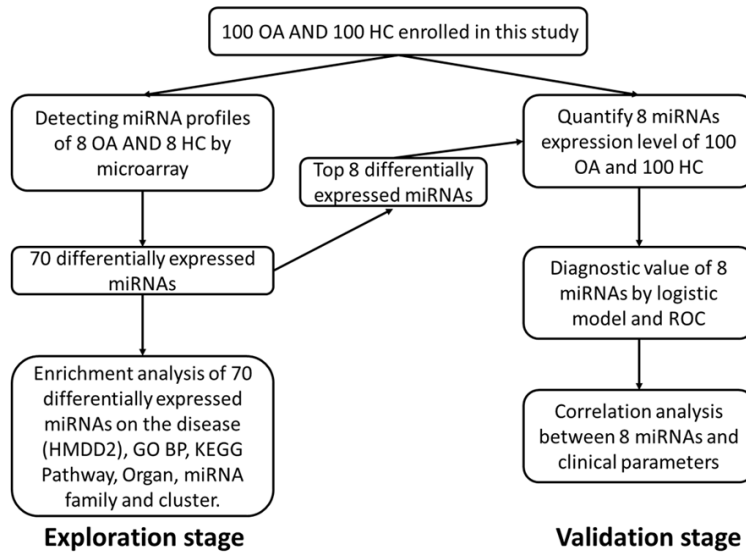 100 OA AND 100 HC enrolled in this study
Detecting miRNA profiles
of 8 OA AND 8 HC by
microarray
70 differentially expressed
miRNAs
Enrichment analysis of 70
differentially expressed
miRNAs on the disease
(HMDD2), GO BP, KEGG
Pathway, Organ, miRNA
family and cluster.
Exploration stage
Top 8 differentially
expressed miRNAs
Quantify 8 miRNAs
expression level of 100
OA and 100 HC
Diagnostic value of 8
miRNAs by logistic
model and ROC
Correlation analysis
between 8 miRNAs and
clinical parameters
Validation stage